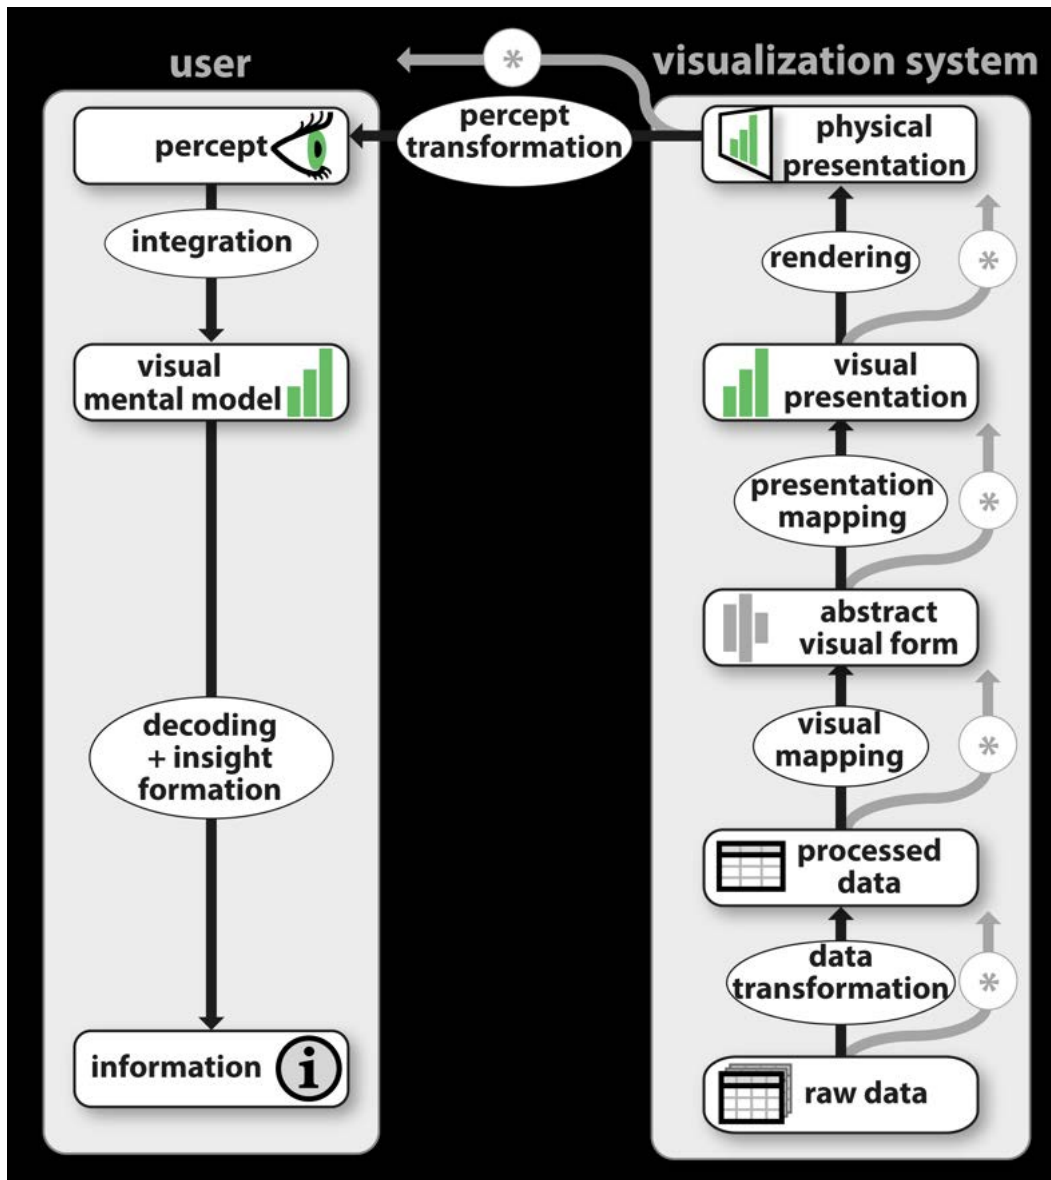 user
visualization system
*
percept
percept
transformation
physical
presentation
integration
rendering
*
visual
mental model
visual
presentation
presentation
mapping
*
abstract
visual form
decoding
+ insight
formation
visual
mapping
*
processed
data
data
transformation
*
information
i
raw data